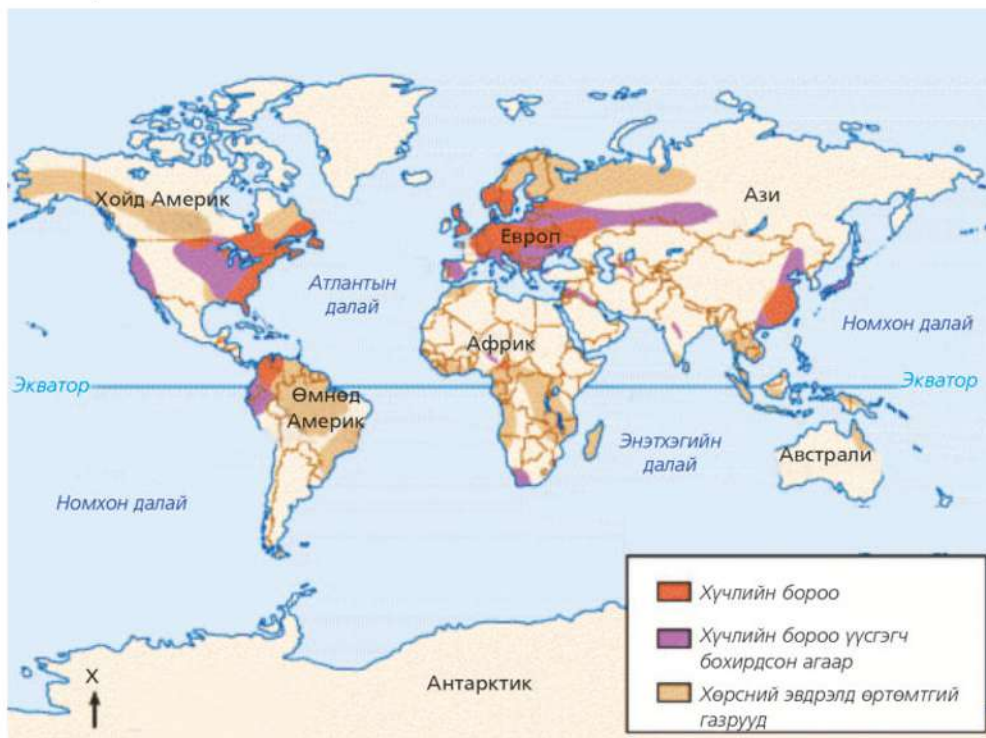 Хойд Америк
Ази
Европ
Атлантын
далай
Номхон далай
Африк
Экватор
Экватор
Өмнөд
Америк
Энэтхэгийн
далай
Австрали
Номхон далай
Хүчлийн бороо
Хүчлийн бороо үүсгэгч
бохирдсон агаар
Хөрсний эвдрэлд өртөмтгий
газрууд
Х
Антарктик